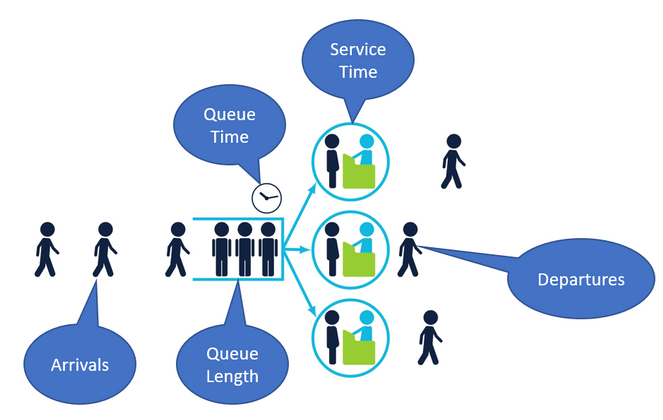 Service
Time
Queue
Time
Departures
Arrivals
Queue
Length